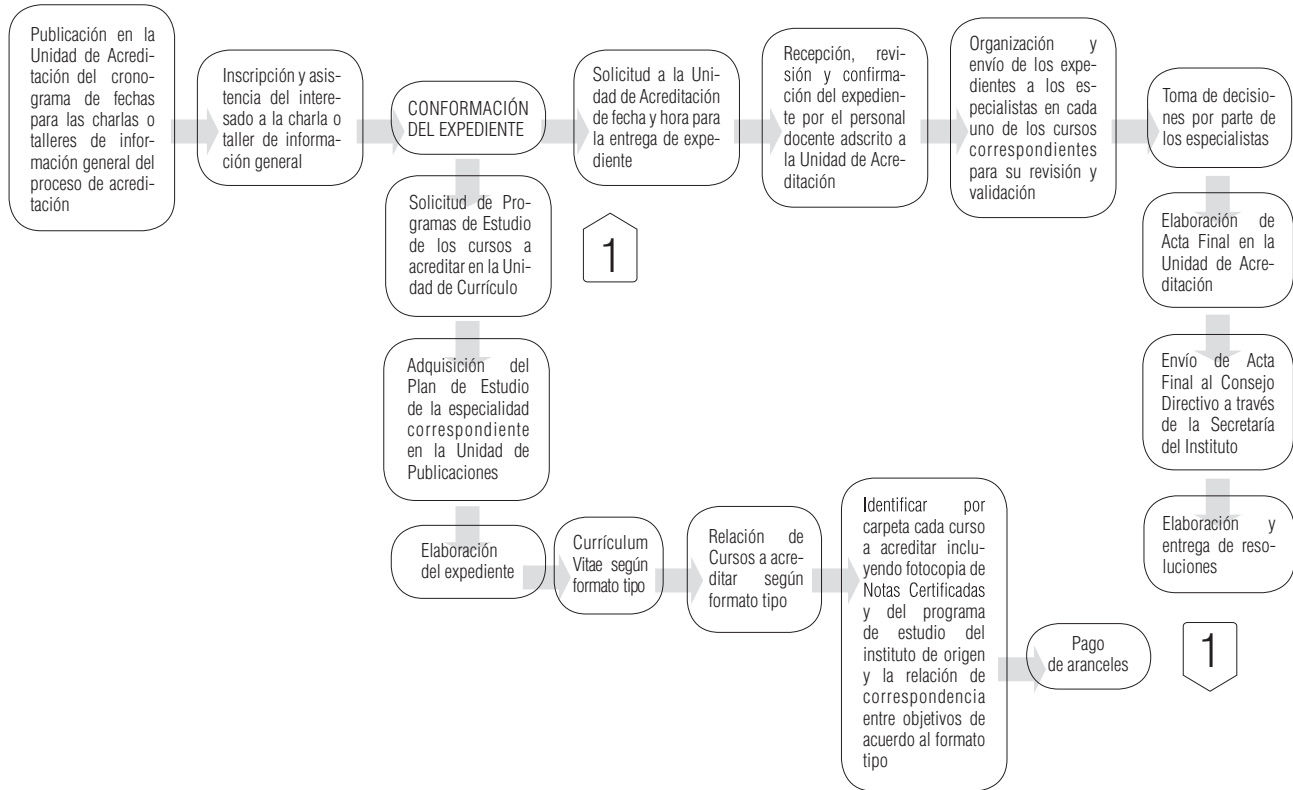 Publicación en la
Unidad de Acredi-
tación del crono-
grama de fechas
para las charlas o
talleres de infor-
mación general del
proceso de acredi-
tación
Inscripción y asis-
tencia del intere-
sado a la charla o
taller de informa-
ción general
CONFORMACIÓN
DEL EXPEDIENTE
Solicitud a la Uni-
dad de Acreditación
de fecha y hora para
la entrega de expe-
diente
Recepción, revi-
sión y confirma-
ción del expedien-
te por el personal
docente adscrito a
la Unidad de Acre-
ditación
Organización y
envío de los expe-
dientes a los es-
pecialistas en cada
uno de los cursos
correspondientes
para su revisión y
validación
Toma de decisio-
nes por parte de
los especialistas
Solicitud de Pro-
gramas de Estudio
de los cursos a
acreditar en la Uni-
dad de Currículo
1
Elaboración de
Acta Final en la
Unidad de Acre-
ditación
Adquisición del
Plan de Estudio
de la especialidad
correspondiente
en la Unidad de
Publicaciones
Envío de Acta
Final al Consejo
Directivo a través
de la Secretaría
del Instituto
Elaboración
del expediente
Currículum
Vitae según
formato tipo
Relación de
Cursos a acre-
ditar según
formato tipo
Identificar por
carpeta cada curso
a acreditar inclu-
yendo fotocopia de
Notas Certificadas
y del programa
de estudio del
instituto de origen
y la relación de
correspondencia
entre objetivos de
acuerdo al formato
tipo
Elaboración y
entrega de reso-
luciones
Pago
de aranceles
1